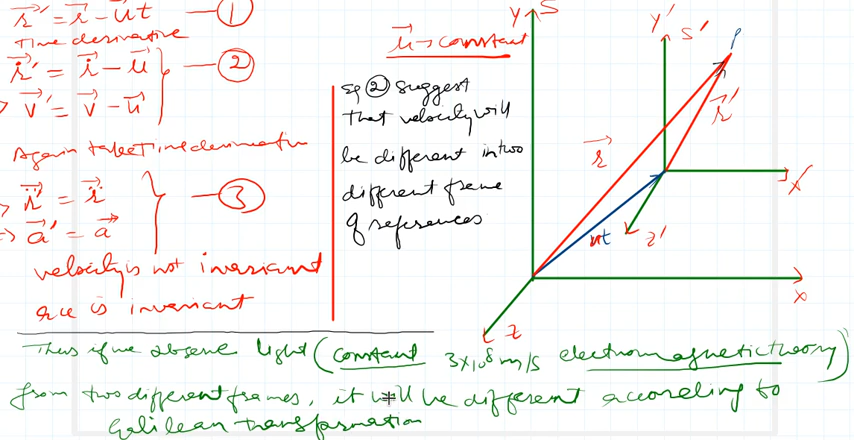 r⃗' = r⃗ - u⃗t —①
Time derivative
ṙ⃗' = ṙ⃗ - u⃗ —②
⇒ v⃗' = v⃗ - u⃗
Again take Time derivative
⇒ r̈⃗' = r̈⃗ —③
⇒ a⃗' = a⃗
velocity is not invariant
acc is invariant
u⃗ → constant
Eq ② suggest
that velocity will
be different in two
different frame
of references
Y S
Y' S' P
r⃗ r⃗'
X'
Z'
ut
X
Z
Thus if we observe light (constant 3×10⁸ m/s electromagnetic theory)
from two different frames, it will be different according to
Galilean transformation